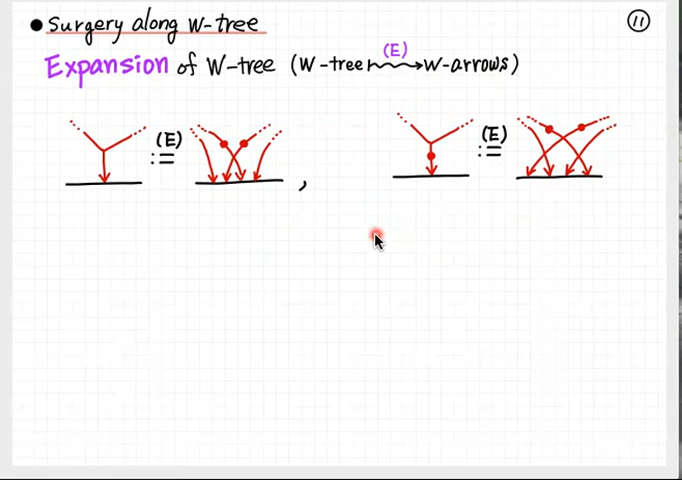 ● Surgery along w-tree
⑪
Expansion of W-tree (W-tree (E) w-arrows)
(E)
:=
,
(E)
:=